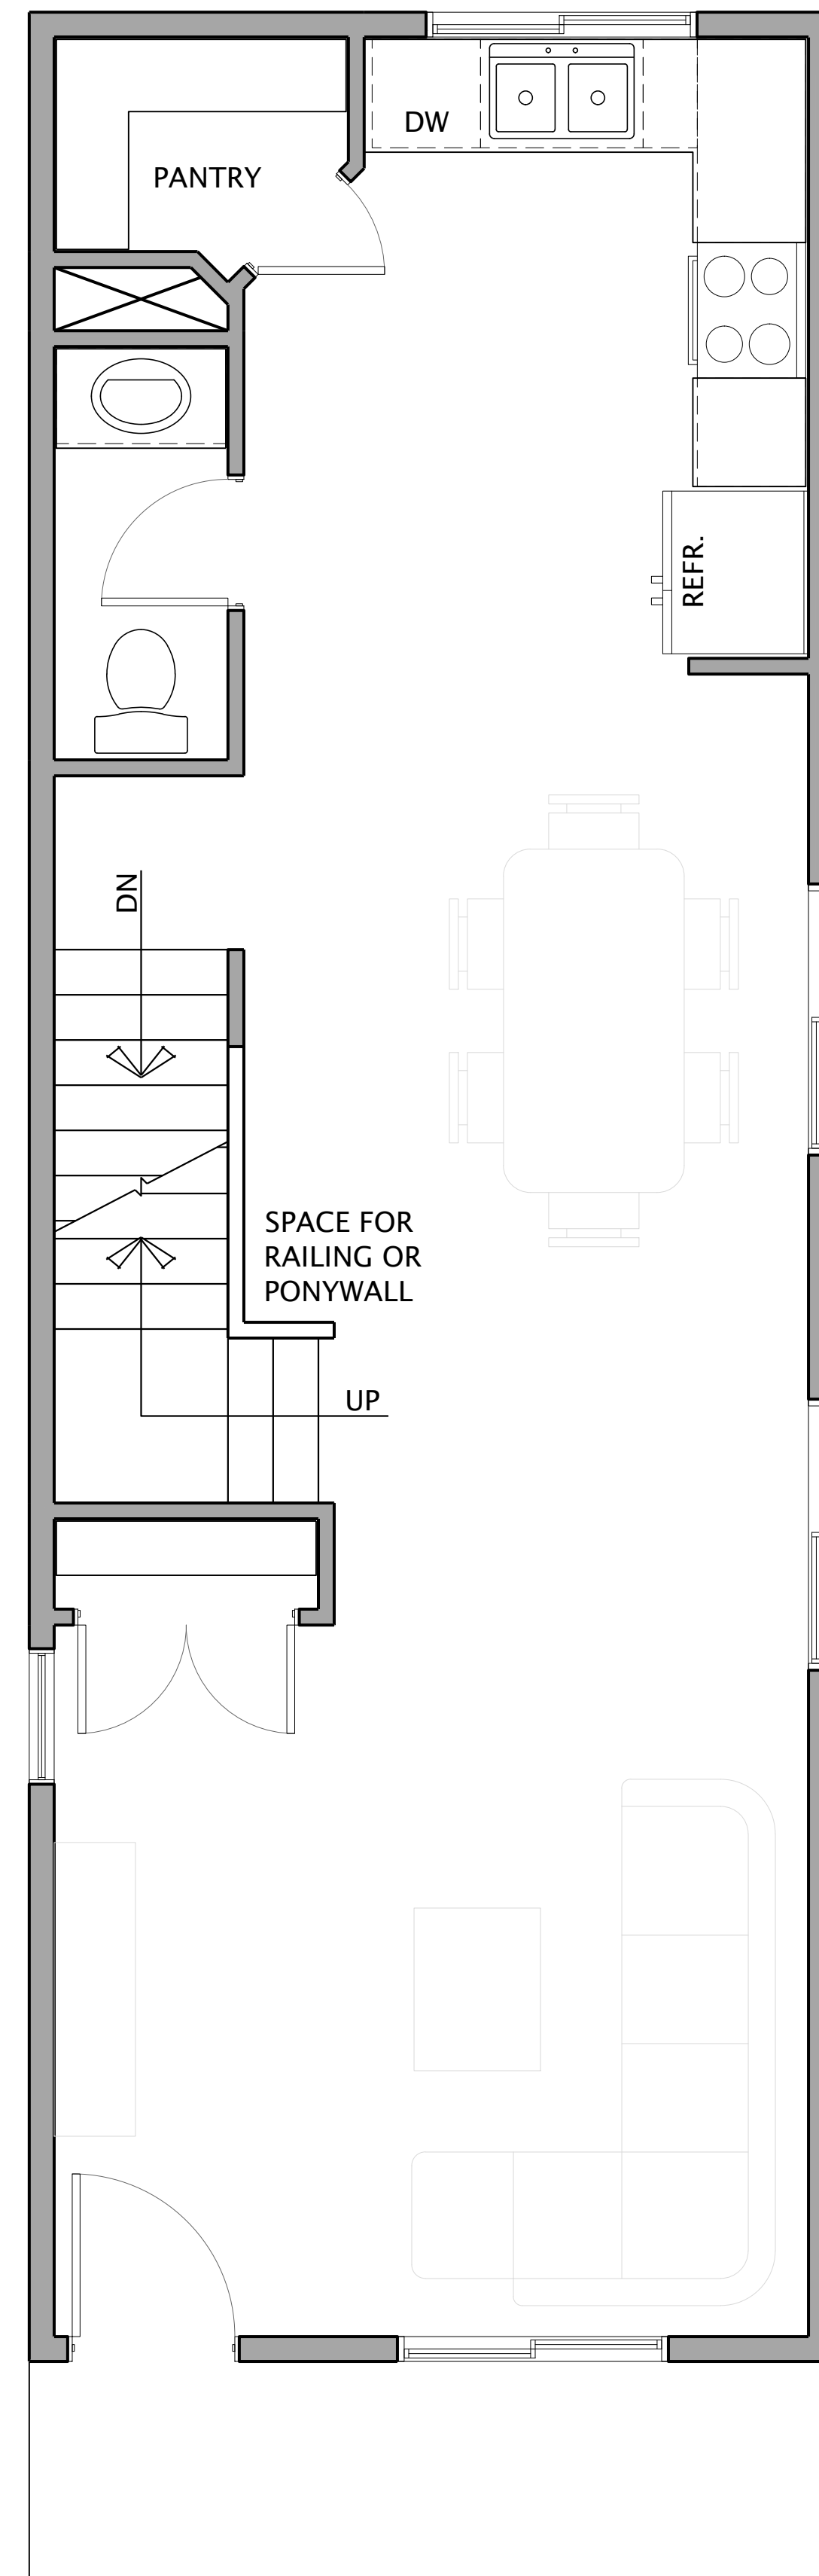 DW
PANTRY
REFR.
DN
SPACE FOR
RAILING OR
PONYWALL
UP